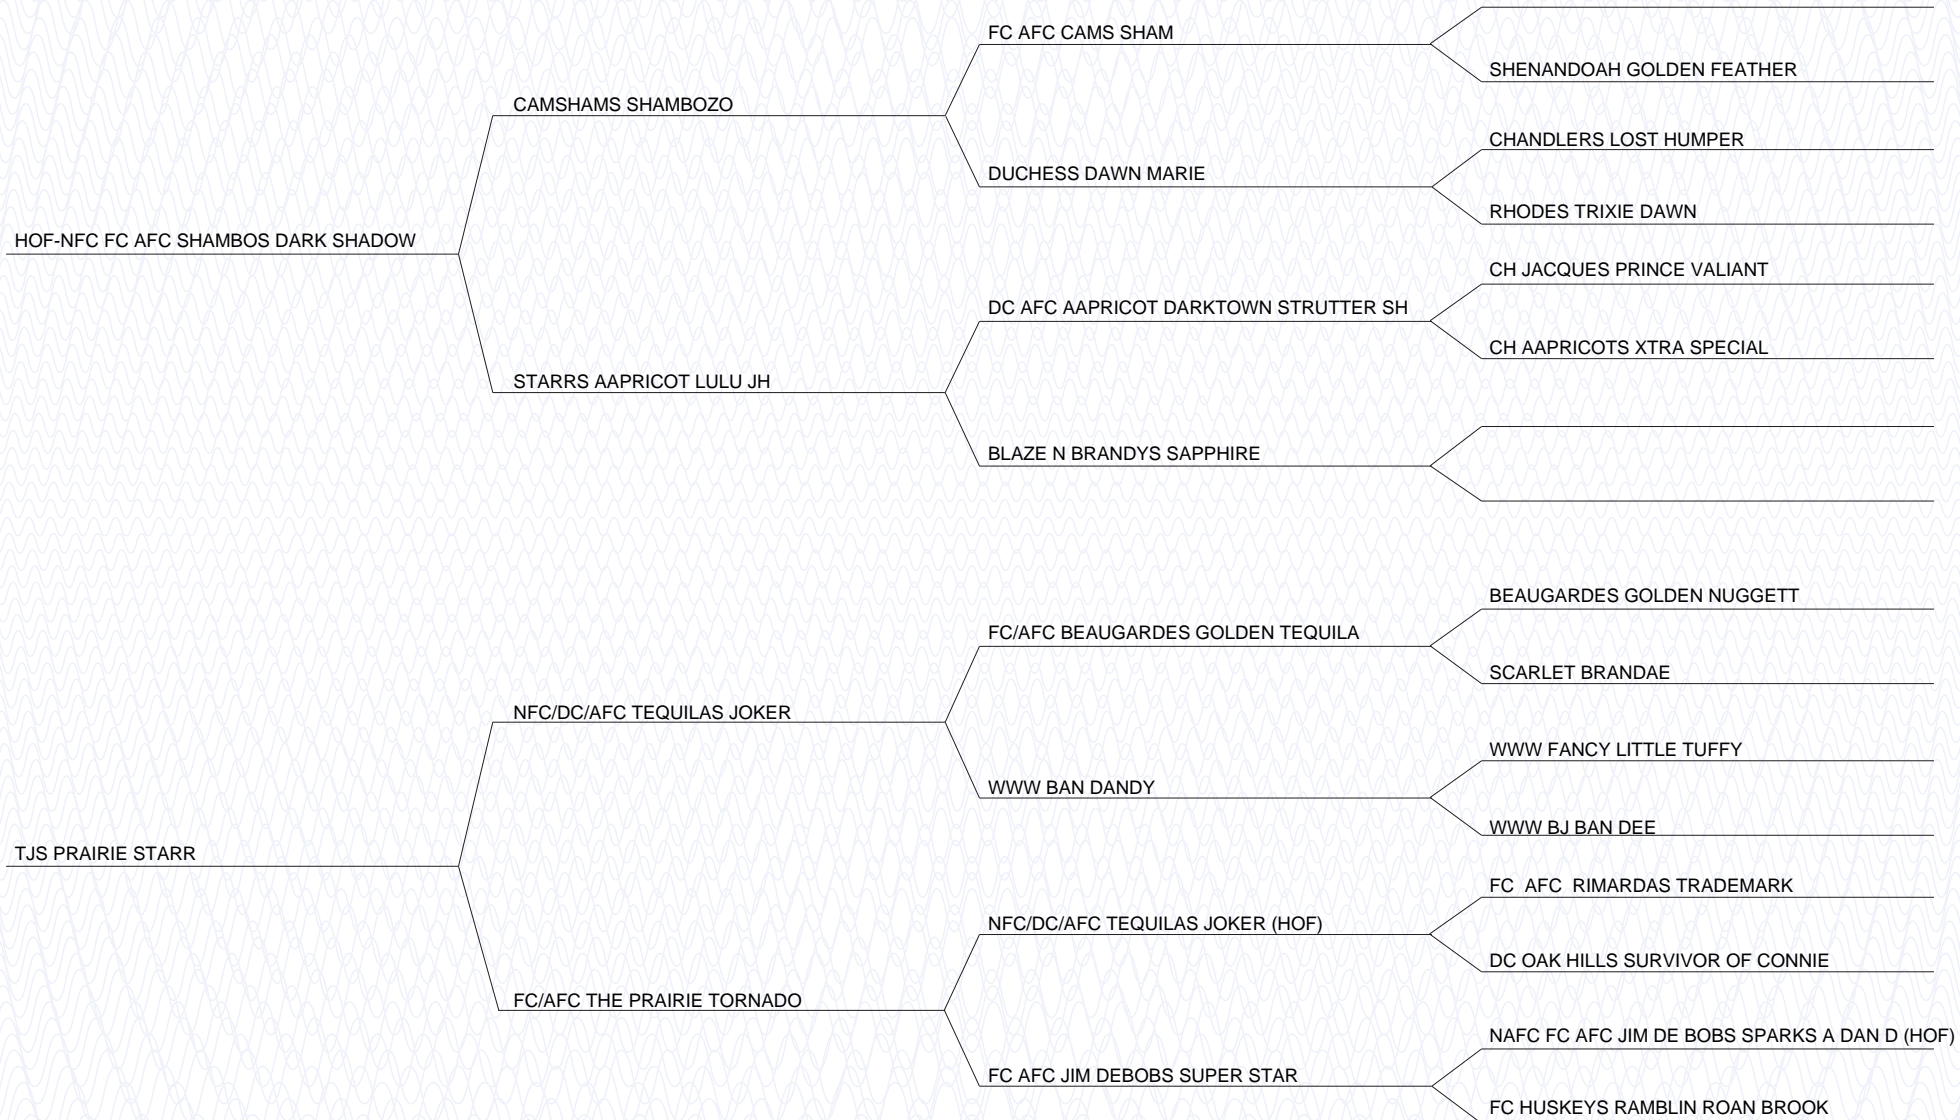 FC AFC CAMS SHAM
SHENANDOAH GOLDEN FEATHER
CAMSHAMS SHAMBOZO
CHANDLERS LOST HUMPER
DUCHESS DAWN MARIE
RHODES TRIXIE DAWN
HOF-NFC FC AFC SHAMBOS DARK SHADOW
CH JACQUES PRINCE VALIANT
DC AFC AAPRICOT DARKTOWN STRUTTER SH
CH AAPRICOTS XTRA SPECIAL
STARRS AAPRICOT LULU JH
BLAZE N BRANDYS SAPPHIRE
BEAUGARDES GOLDEN NUGGETT
FC/AFC BEAUGARDES GOLDEN TEQUILA
SCARLET BRANDAE
NFC/DC/AFC TEQUILAS JOKER
WWW FANCY LITTLE TUFFY
WWW BAN DANDY
WWW BJ BAN DEE
TJS PRAIRIE STARR
FC  AFC  RIMARDAS TRADEMARK
NFC/DC/AFC TEQUILAS JOKER (HOF)
DC OAK HILLS SURVIVOR OF CONNIE
FC/AFC THE PRAIRIE TORNADO
NAFC FC AFC JIM DE BOBS SPARKS A DAN D (HOF)
FC AFC JIM DEBOBS SUPER STAR
FC HUSKEYS RAMBLIN ROAN BROOK